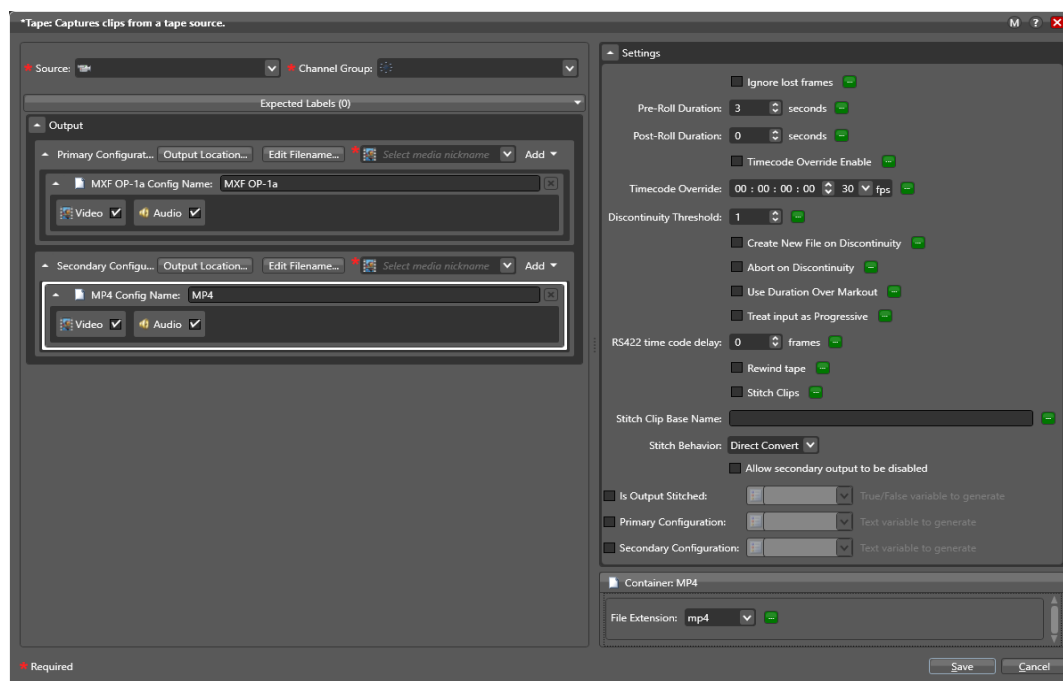 *Tape: Captures clips from a tape source.
M ? X
* Source:
* Channel Group:
Expected Labels (0)
Output
Primary Configurat... Output Location... Edit Filename... * Select media nickname Add
MXF OP-1a Config Name: MXF OP-1a
Video Audio
Secondary Configu... Output Location... Edit Filename... * Select media nickname Add
MP4 Config Name: MP4
Video Audio
* Required
Settings
Ignore lost frames
Pre-Roll Duration: 3 seconds
Post-Roll Duration: 0 seconds
Timecode Override Enable
Timecode Override: 00 : 00 : 00 : 00 30 fps
Discontinuity Threshold: 1
Create New File on Discontinuity
Abort on Discontinuity
Use Duration Over Markout
Treat input as Progressive
RS422 time code delay: 0 frames
Rewind tape
Stitch Clips
Stitch Clip Base Name:
Stitch Behavior: Direct Convert
Allow secondary output to be disabled
Is Output Stitched: True/False variable to generate
Primary Configuration: Text variable to generate
Secondary Configuration: Text variable to generate
Container: MP4
File Extension: mp4
Save Cancel